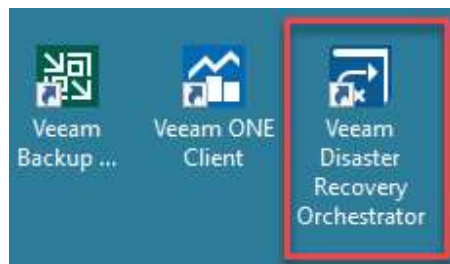 Veeam
Backup ...
Veeam ONE
Client
Veeam
Disaster
Recovery
Orchestrator